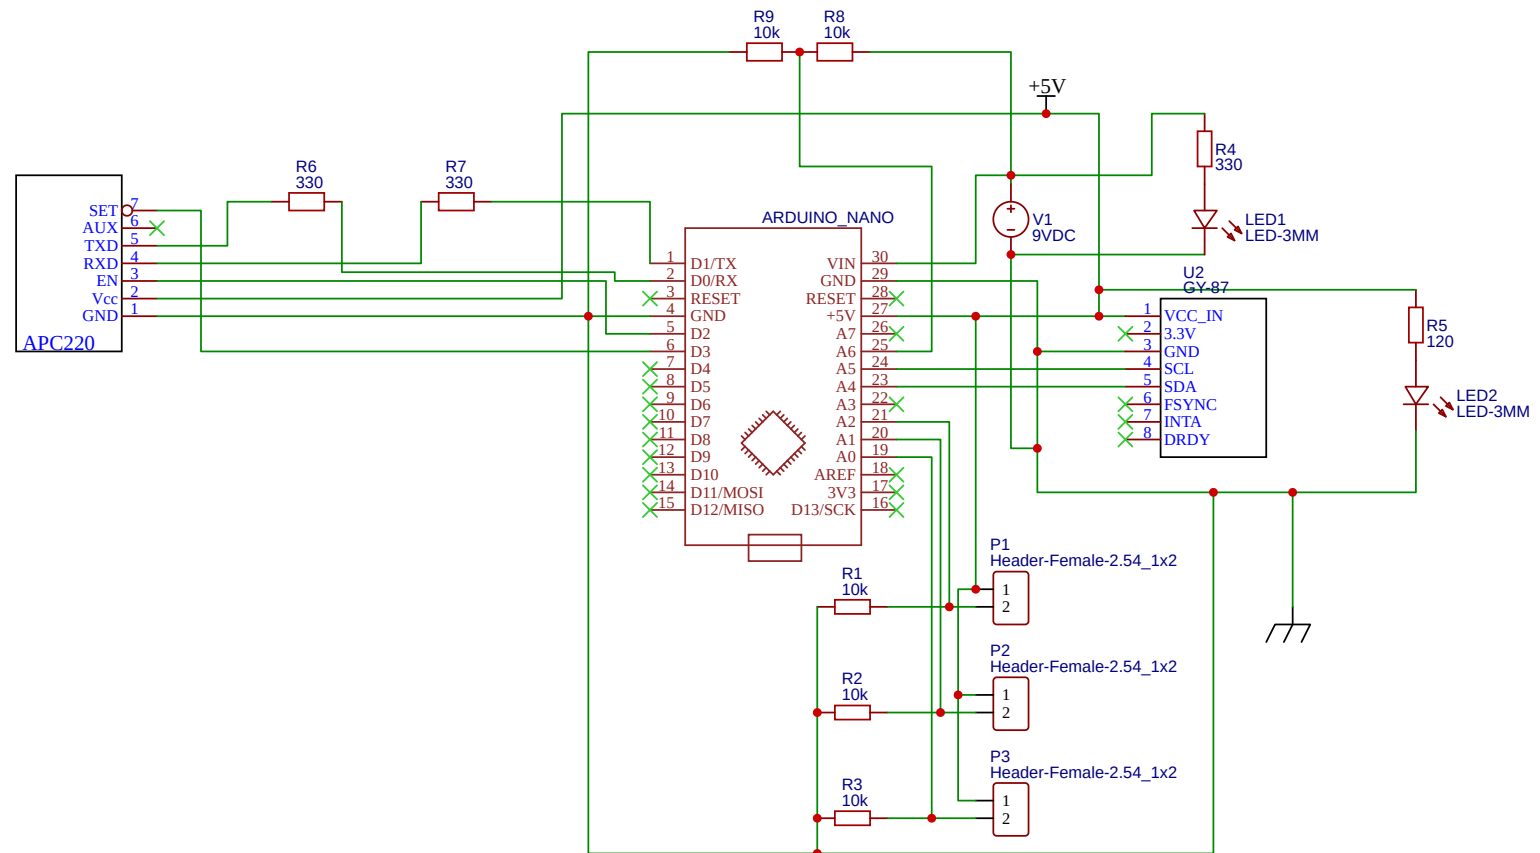 R9
10k
R8
10k
+5V
R4
330
R6
330
R7
330
SET
AUX
TXD
RXD
EN
Vcc
GND
7
6
5
4
3
2
1
APC220
ARDUINO_NANO
1
2
3
4
5
6
7
8
9
10
11
12
13
14
15
D1/TX
D0/RX
RESET
GND
D2
D3
D4
D5
D6
D7
D8
D9
D10
D11/MOSI
D12/MISO
VIN
GND
RESET
+5V
A7
A6
A5
A4
A3
A2
A1
A0
AREF
3V3
D13/SCK
30
29
28
27
26
25
24
23
22
21
20
19
18
17
16
V1
9VDC
LED1
LED-3MM
U2
GY-87
1
2
3
4
5
6
7
8
VCC_IN
3.3V
GND
SCL
SDA
FSYNC
INTA
DRDY
R5
120
LED2
LED-3MM
P1
Header-Female-2.54_1x2
1
2
R1
10k
P2
Header-Female-2.54_1x2
1
2
R2
10k
P3
Header-Female-2.54_1x2
1
2
R3
10k